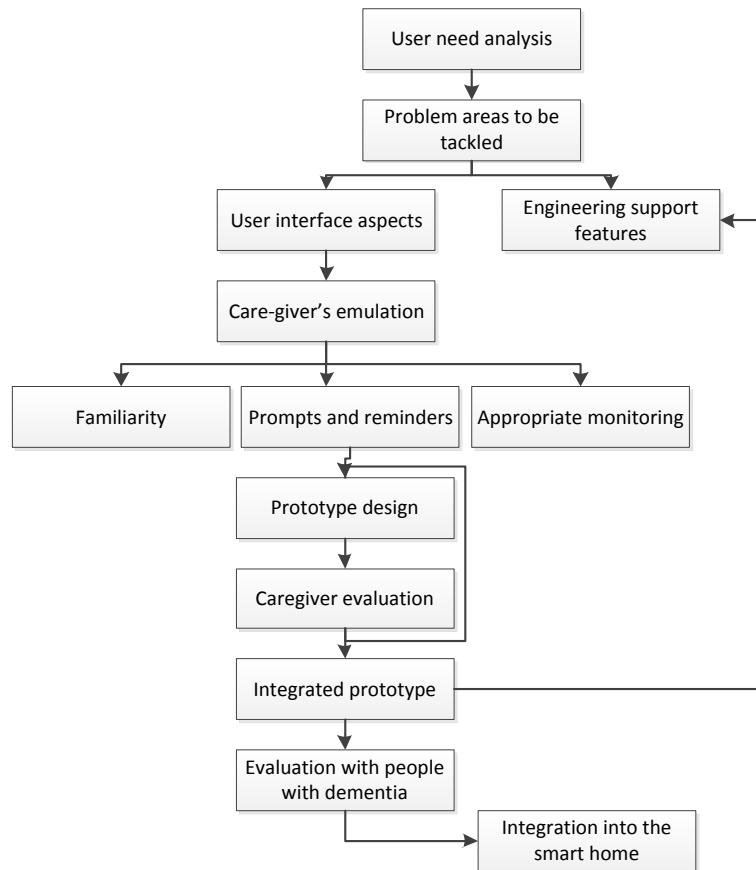 User need analysis
Problem areas to be
tackled
User interface aspects
Engineering support
features
Care-giver’s emulation
Familiarity
Prompts and reminders
Appropriate monitoring
Prototype design
Caregiver evaluation
Integrated prototype
Evaluation with people
with dementia
Integration into the
smart home